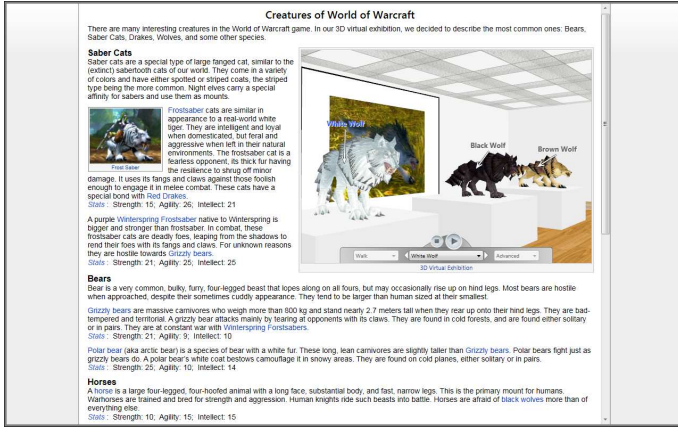 Creatures of World of Warcraft
There are many interesting creatures in the World of Warcraft game. In our 3D virtual exhibition, we decided to describe the most common ones: Bears,
Saber Cats, Drakes, Wolves, and some other species.
Saber Cats
Saber cats are a special type of large fanged cat, similar to the
(extinct) sabertooth cats of our world. They come in a variety
of colors and have either spotted or striped coats, the striped
type being the more common. Night elves carry a special
affinity for sabers and use them as mounts.
Frostsaber cats are similar in
appearance to a real-world white
tiger. They are intelligent and loyal
when domesticated, but feral and
aggressive when left in their natural
environments. The frostsaber cat is a
fearless opponent, its thick fur having
the resilience to shrug off minor
Frost Saber
damage. It uses its fangs and claws against those foolish
enough to engage it in melee combat. These cats have a
special bond with Red Drakes.
Stats : Strength: 15; Agility: 26; Intellect: 21
A purple Winterspring Frostsaber native to Winterspring is
bigger and stronger than frostsaber. In combat, these
frostsaber cats are deadly foes, leaping from the shadows to
rend their foes with its fangs and claws. For unknown reasons
they are hostile towards Grizzly bears.
Stats : Strength: 21; Agility: 25; Intellect: 25
White Wolf
Black Wolf
Brown Wolf
Walk
White Wolf
Advanced
3D Virtual Exhibition
Bears
Bear is a very common, bulky, furry, four-legged beast that lopes along on all fours, but may occasionally rise up on hind legs. Most bears are hostile
when approached, despite their sometimes cuddly appearance. They tend to be larger than human sized at their smallest.
Grizzly bears are massive carnivores who weigh more than 800 kg and stand nearly 2.7 meters tall when they rear up onto their hind legs. They are bad-
tempered and territorial. A grizzly bear attacks mainly by tearing at opponents with its claws. They are found in cold forests, and are found either solitary
or in pairs. They are at constant war with Winterspring Forstsabers.
Stats : Strength: 21; Agility: 9; Intellect: 10
Polar bear (aka arctic bear) is a species of bear with a white fur. These long, lean carnivores are slightly taller than Grizzly bears. Polar bears fight just as
grizzly bears do. A polar bear's white coat bestows camouflage it in snowy areas. They are found on cold planes, either solitary or in pairs.
Stats : Strength: 25; Agility: 10; Intellect: 14
Horses
A horse is a large four-legged, four-hoofed animal with a long face, substantial body, and fast, narrow legs. This is the primary mount for humans.
Warhorses are trained and bred for strength and aggression. Human knights ride such beasts into battle. Horses are afraid of black wolves more than of
everything else.
Stats : Strength: 10; Agility: 15; Intellect: 15